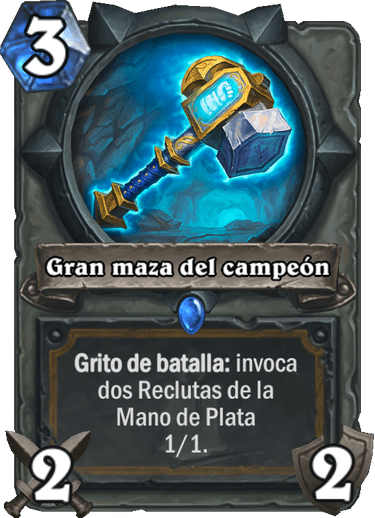 3
Gran maza del campeón
Grito de batalla: invoca
dos Reclutas de la
Mano de Plata
1/1.
2
2